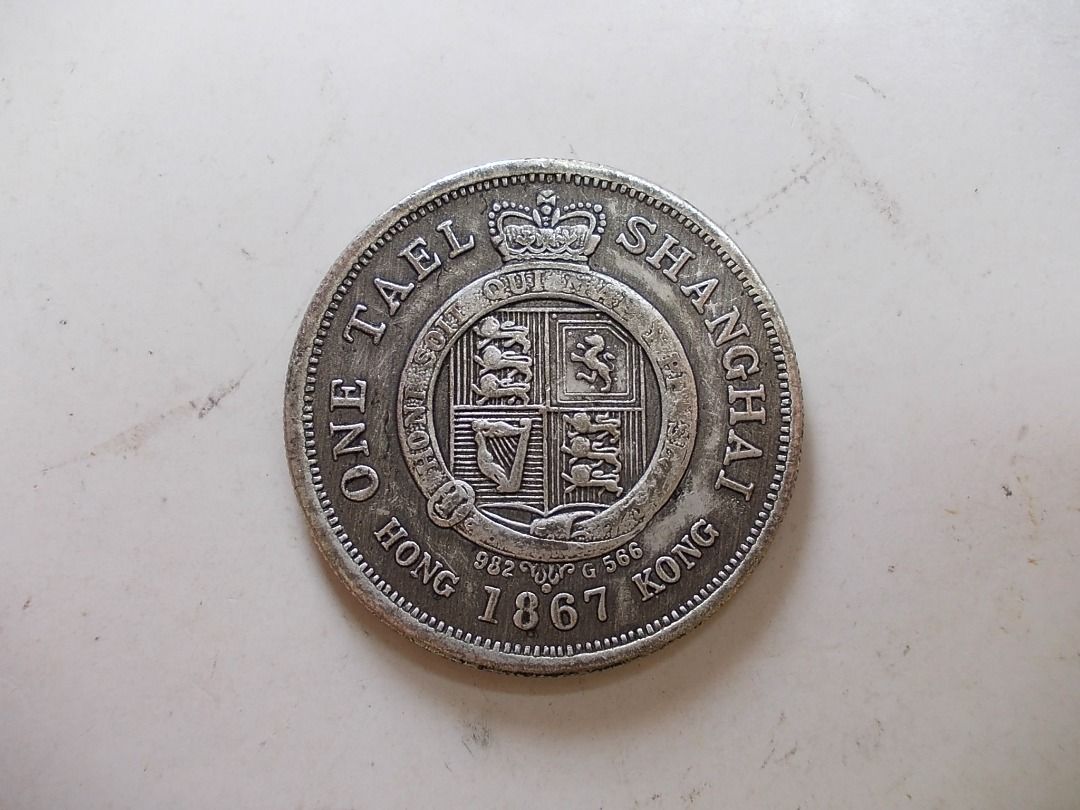 ONE TAEL SHANGHAI
HONI SOIT QUI
982 G 566
HONG 1867 KONG